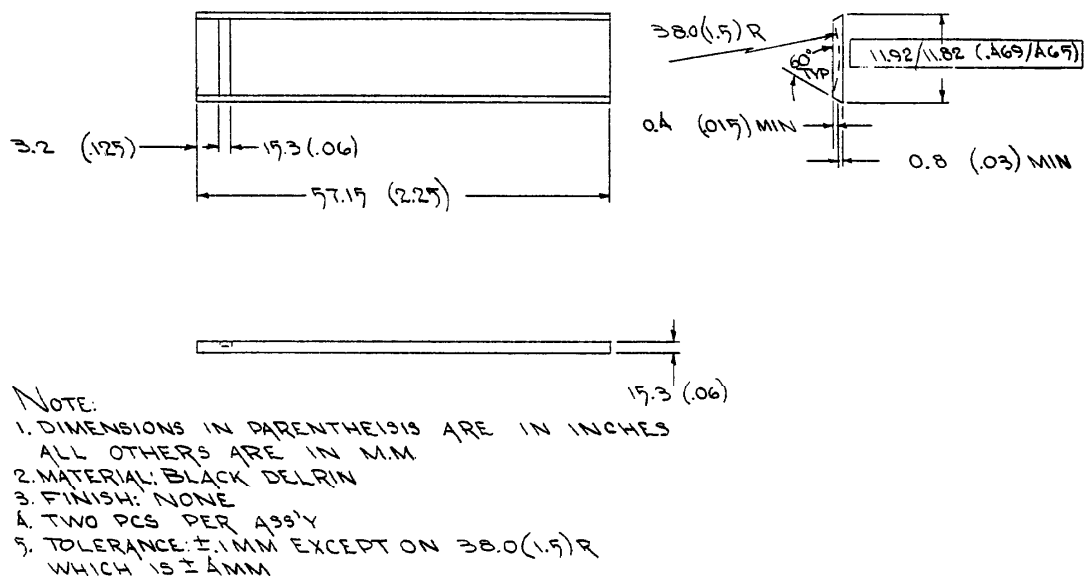 38.0(1.5) R
60°
TYP
11.92/11.82 (.469/.465)
0.4 (.015) MIN
0.8 (.03) MIN
3.2 (.125)
15.3 (.06)
57.15 (2.25)
15.3 (.06)
NOTE:
1. DIMENSIONS IN PARENTHEISIS ARE IN INCHES
ALL OTHERS ARE IN M.M.
2. MATERIAL: BLACK DELRIN
3. FINISH: NONE
4. TWO PCS PER ASS'Y
5. TOLERANCE: ±.1MM EXCEPT ON 38.0(1.5)R
WHICH IS ±4MM